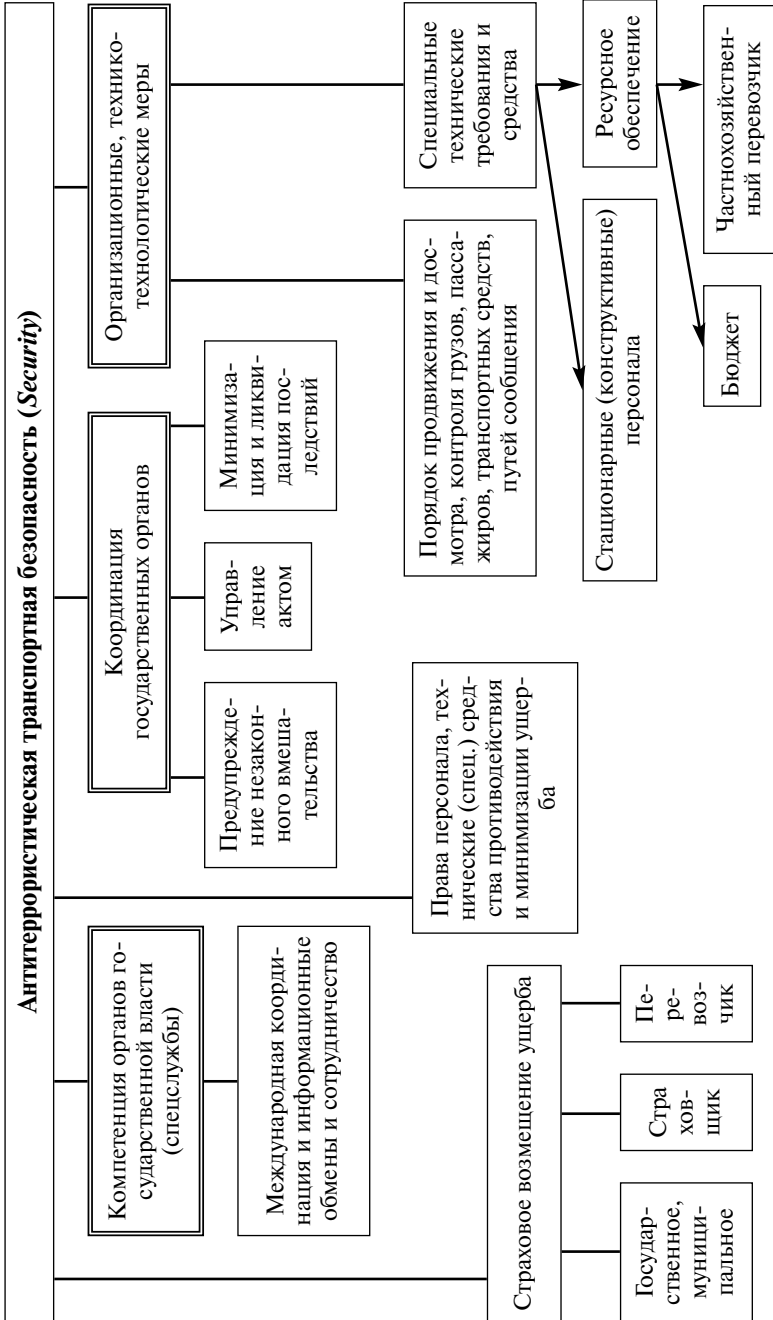 Антитеррористическая транспортная безопасность (Security)
Компетенция органов го-
сударственной власти
(спецслужбы)
Координация
государственных органов
Организационные, технико-
технологические меры
Международная коорди-
нация и информационные
обмены и сотрудничество
Предупрежде-
ние незакон-
ного вмеша-
тельства
Управ-
ление
актом
Минимиза-
ция и ликви-
дация пос-
ледствий
Права персонала, тех-
нические (спец.) сред-
ства противодействия
и минимизации ущер-
ба
Порядок продвижения и дос-
мотра, контроля грузов, пасса-
жиров, транспортных средств,
путей сообщения
Специальные
технические
требования и
средства
Страховое возмещение ущерба
Стационарные (конструктивные)
персонала
Ресурсное
обеспечение
Государ-
ственное,
муници-
пальное
Стра
хов-
щик
Пе-
ре-
воз-
чик
Бюджет
Частнохозяйствен-
ный перевозчик